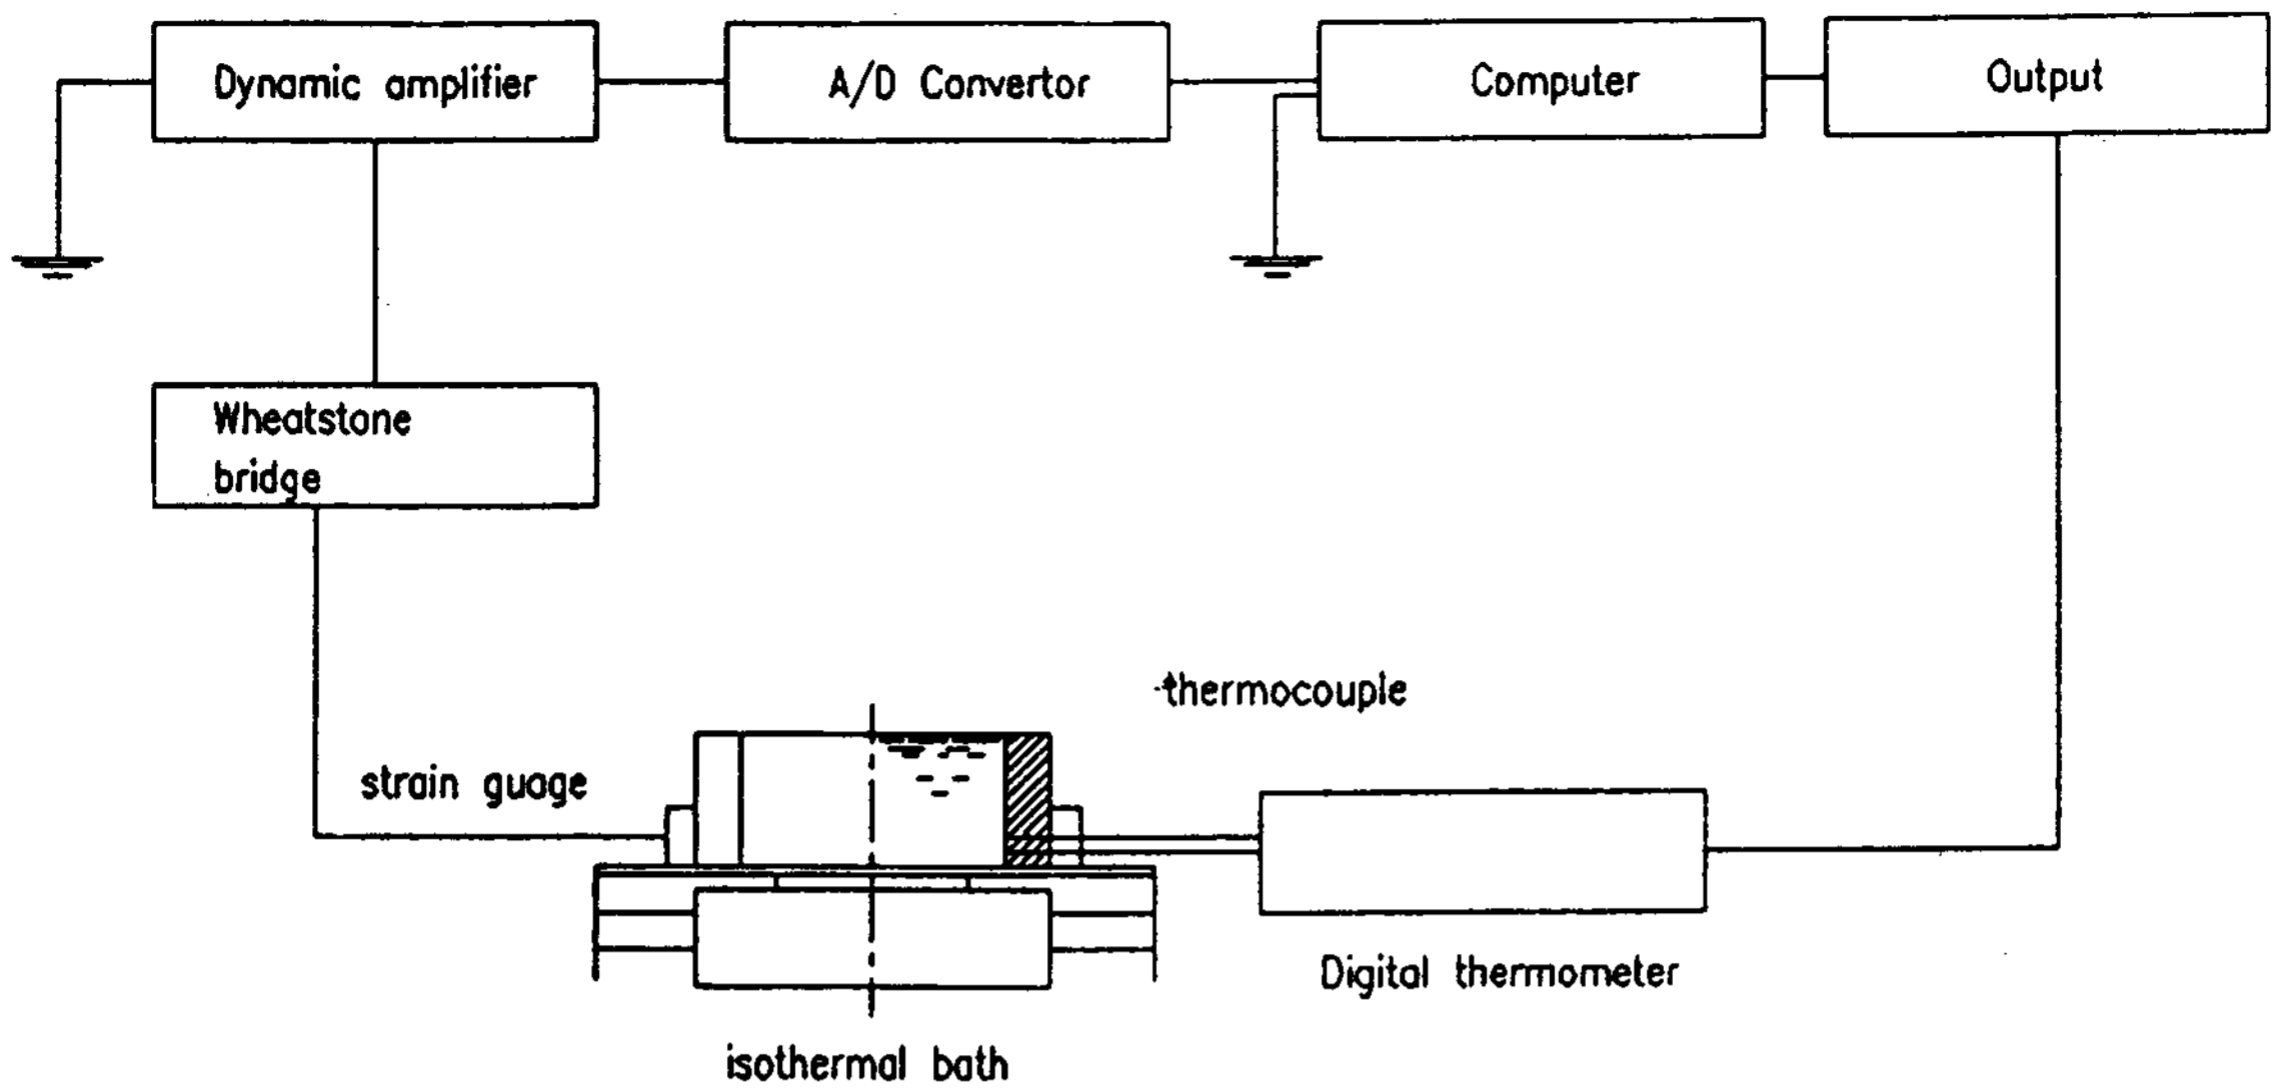 Dynamic amplifier
A/D Convertor
Computer
Output
Wheatstone
bridge
thermocouple
strain guage
Digital thermometer
isothermal bath